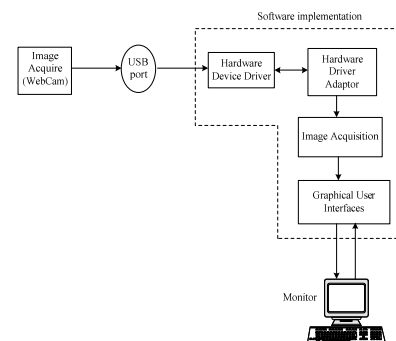 Software implementation
Image
Acquire
(WebCam)
USB
port
Hardware
Device Driver
Hardware
Driver
Adaptor
Image Acquisition
Graphical User
Interfaces
Monitor